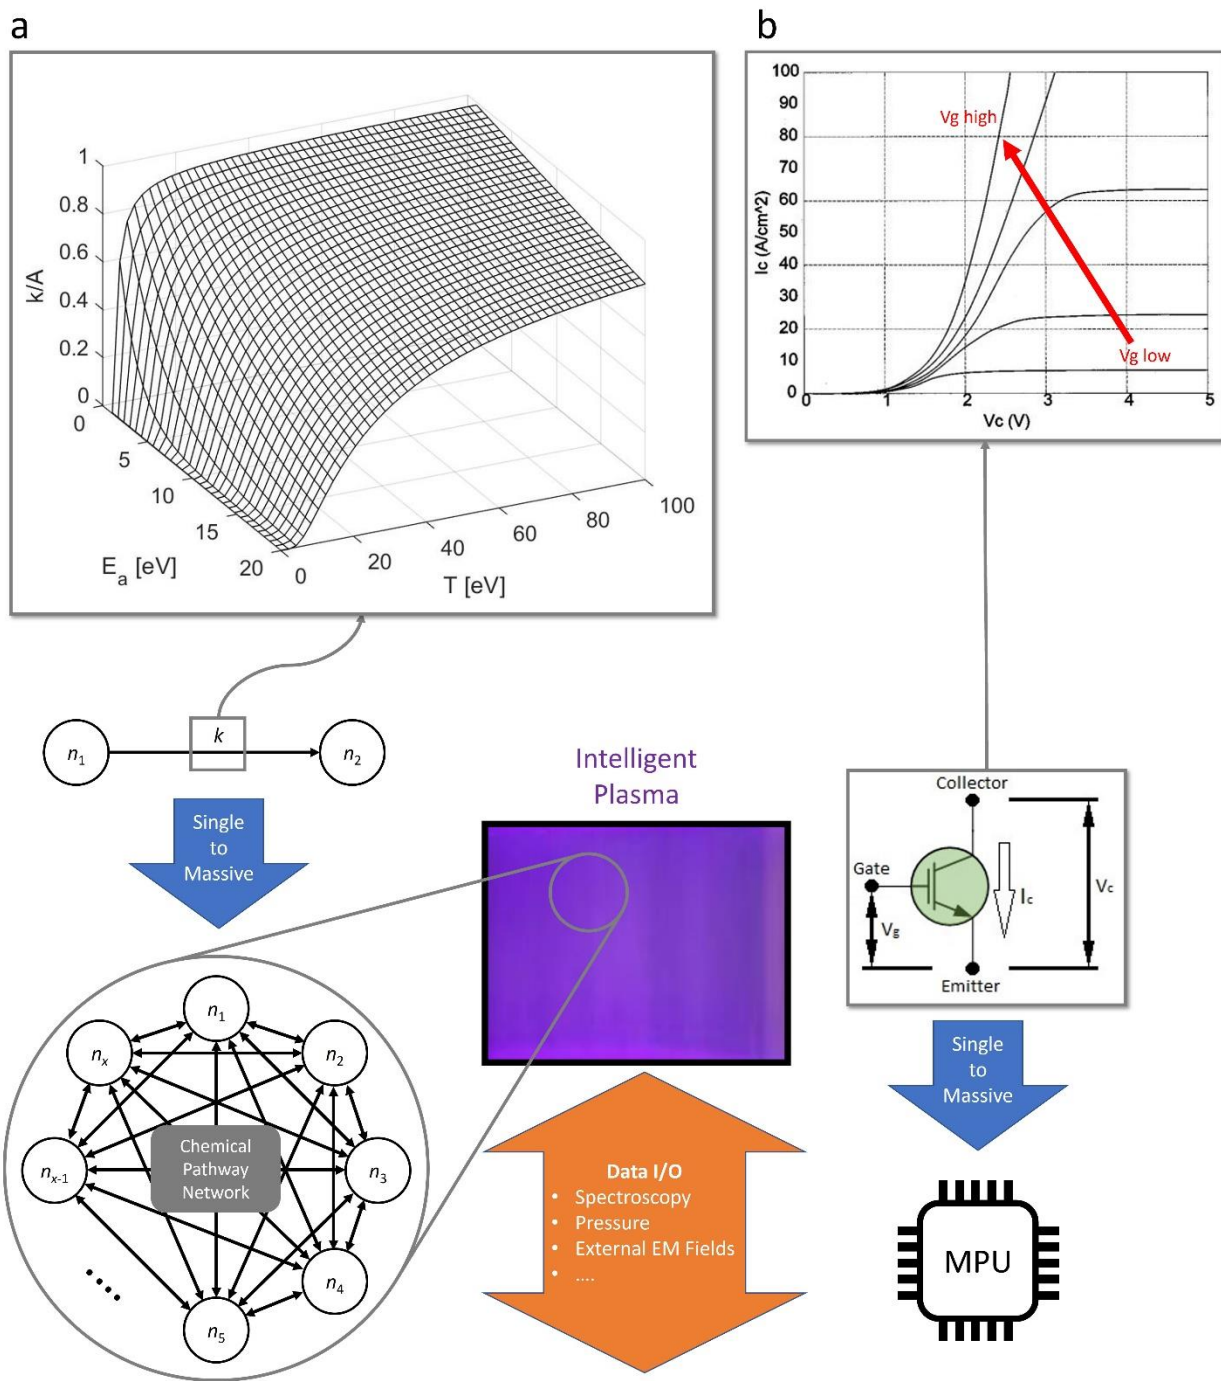 a
1
0.8
0.6
0.4
0.2
0
k/A
0
5
10
15
20
E_a [eV]
0
20
40
60
80
100
T [eV]
b
100
90
80
70
60
50
40
30
20
10
0
Ic (A/cm^2)
Vg high
Vg low
0 1 2 3 4 5
Vc (V)
n₁
k
n₂
Single
to
Massive
Intelligent
Plasma
n₁
n₂
n₃
n₄
n₅
....
nₓ₋₁
nₓ
Chemical
Pathway
Network
Data I/O
• Spectroscopy
• Pressure
• External EM Fields
• ....
Collector
Gate
Vg
Ic
Vc
Emitter
Single
to
Massive
MPU